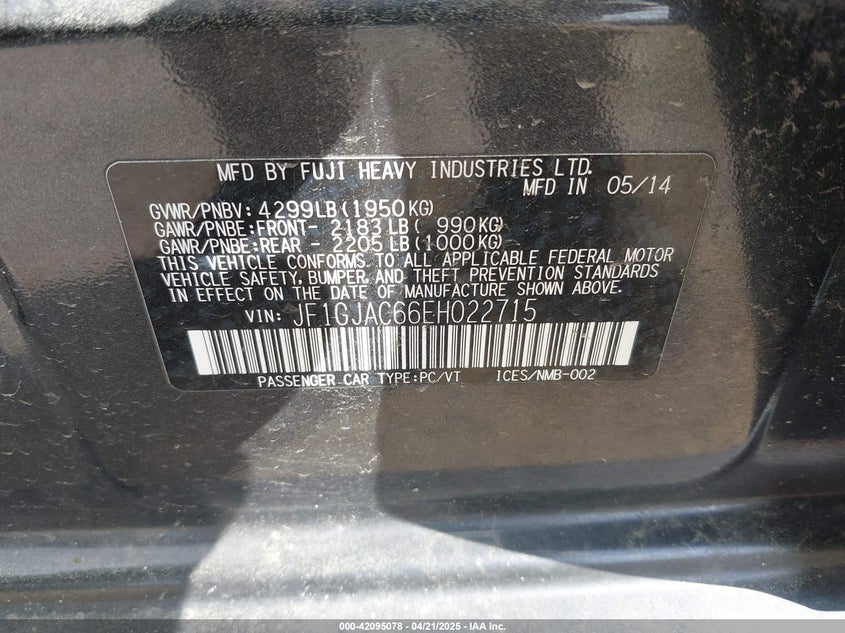 MFD BY FUJI HEAVY INDUSTRIES LTD.
MFD IN 05/14
GVWR/PNBV: 4299LB(1950KG)
GAWR/PNBE:FRONT- 2183LB( 990KG)
GAWR/PNBE:REAR - 2205LB(1000KG)
THIS VEHICLE CONFORMS TO ALL APPLICABLE FEDERAL MOTOR
VEHICLE SAFETY, BUMPER, AND THEFT PREVENTION STANDARDS
IN EFFECT ON THE DATE OF MANUFACTURE SHOWN ABOVE.
VIN: JF1GJAC66EH022715
PASSENGER CAR TYPE:PC/VT ICES/NMB-002
000-42095078 - 04/21/2025 - IAA Inc.